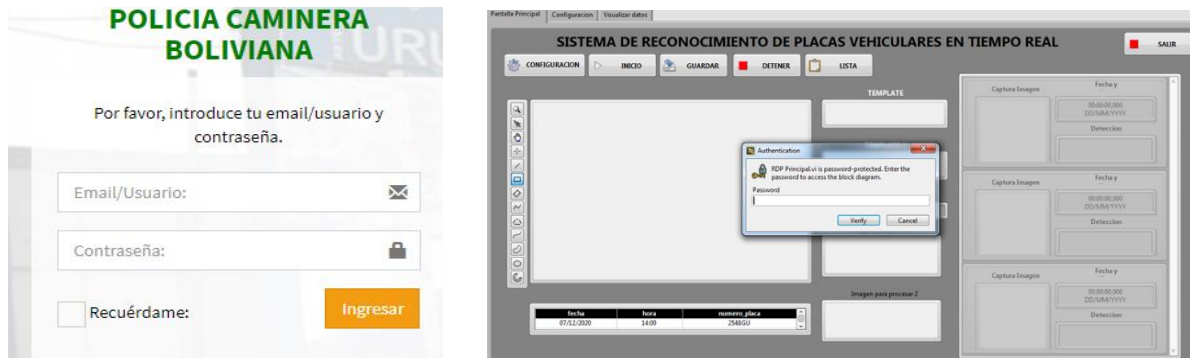 POLICIA CAMINERA
BOLIVIANA
Por favor, introduce tu email/usuario y
contraseña.
Email/Usuario:
Contraseña:
Recuérdame:
Ingresar
Pantalla Principal
Configuracion
Visualizar datos
SISTEMA DE RECONOCIMIENTO DE PLACAS VEHICULARES EN TIEMPO REAL
SALIR
CONFIGURACION
INICIO
GUARDAR
DETENER
LISTA
TEMPLATE
Authentication
RDP Principal.vi is password-protected. Enter the
password to access the block diagram.
Password
Verify
Cancel
Imagen para procesar 2
fecha hora numero_placa
07/12/2020 14:00 2548GU
Captura Imagen
Fecha y
00:00:00,000
DD/MM/YYYY
Deteccion
Captura Imagen
Fecha y
00:00:00,000
DD/MM/YYYY
Deteccion
Captura Imagen
Fecha y
00:00:00,000
DD/MM/YYYY
Deteccion